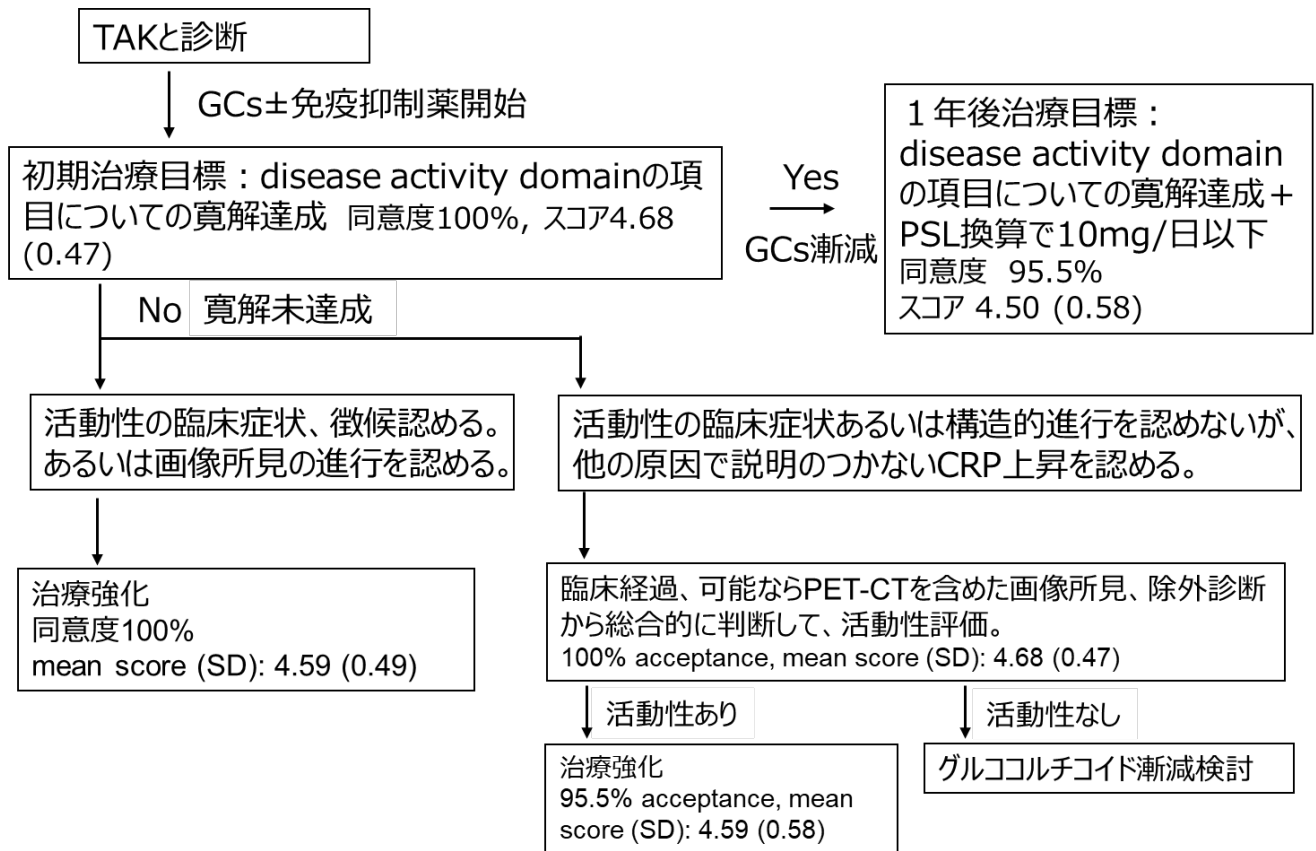 TAKと診断
GCs±免疫抑制薬開始
初期治療目標：disease activity domainの項
目についての寛解達成 同意度100%, スコア4.68
(0.47)
Yes
GCs漸減
１年後治療目標：
disease activity domain
の項目についての寛解達成＋
PSL換算で10mg/日以下
同意度 95.5%
スコア 4.50 (0.58)
No 寛解未達成
活動性の臨床症状、徴候認める。
あるいは画像所見の進行を認める。
活動性の臨床症状あるいは構造的進行を認めないが、
他の原因で説明のつかないCRP上昇を認める。
治療強化
同意度100%
mean score (SD): 4.59 (0.49)
臨床経過、可能ならPET-CTを含めた画像所見、除外診断
から総合的に判断して、活動性評価。
100% acceptance, mean score (SD): 4.68 (0.47)
活動性あり
活動性なし
治療強化
95.5% acceptance, mean
score (SD): 4.59 (0.58)
グルココルチコイド漸減検討